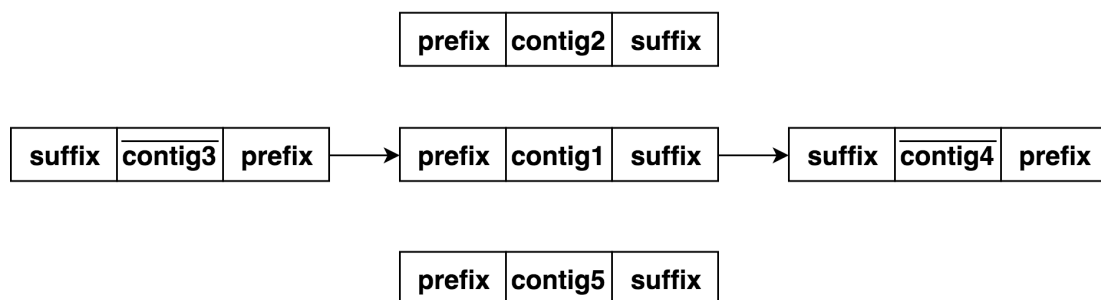 prefix contig2 suffix
suffix contig3 prefix prefix contig1 suffix suffix contig4 prefix
prefix contig5 suffix